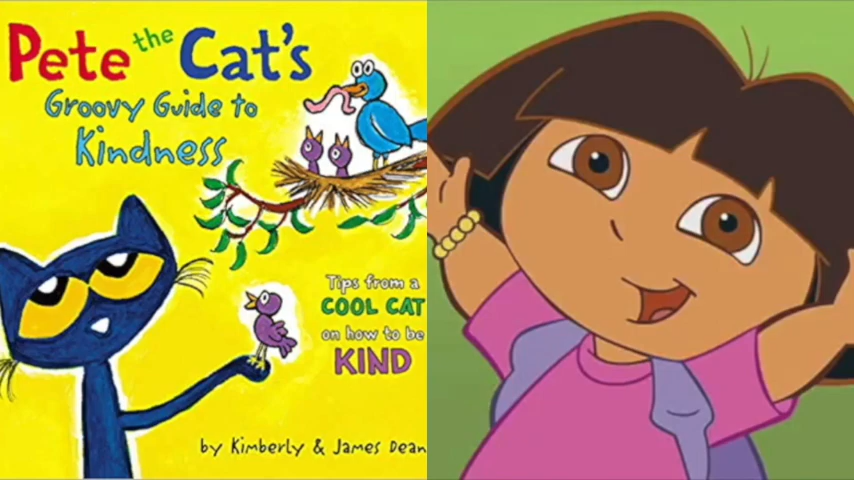 Pete the Cat's
Groovy Guide to
Kindness
Tips from a
COOL CAT
on how to be
KIND
by Kimberly & James Dean